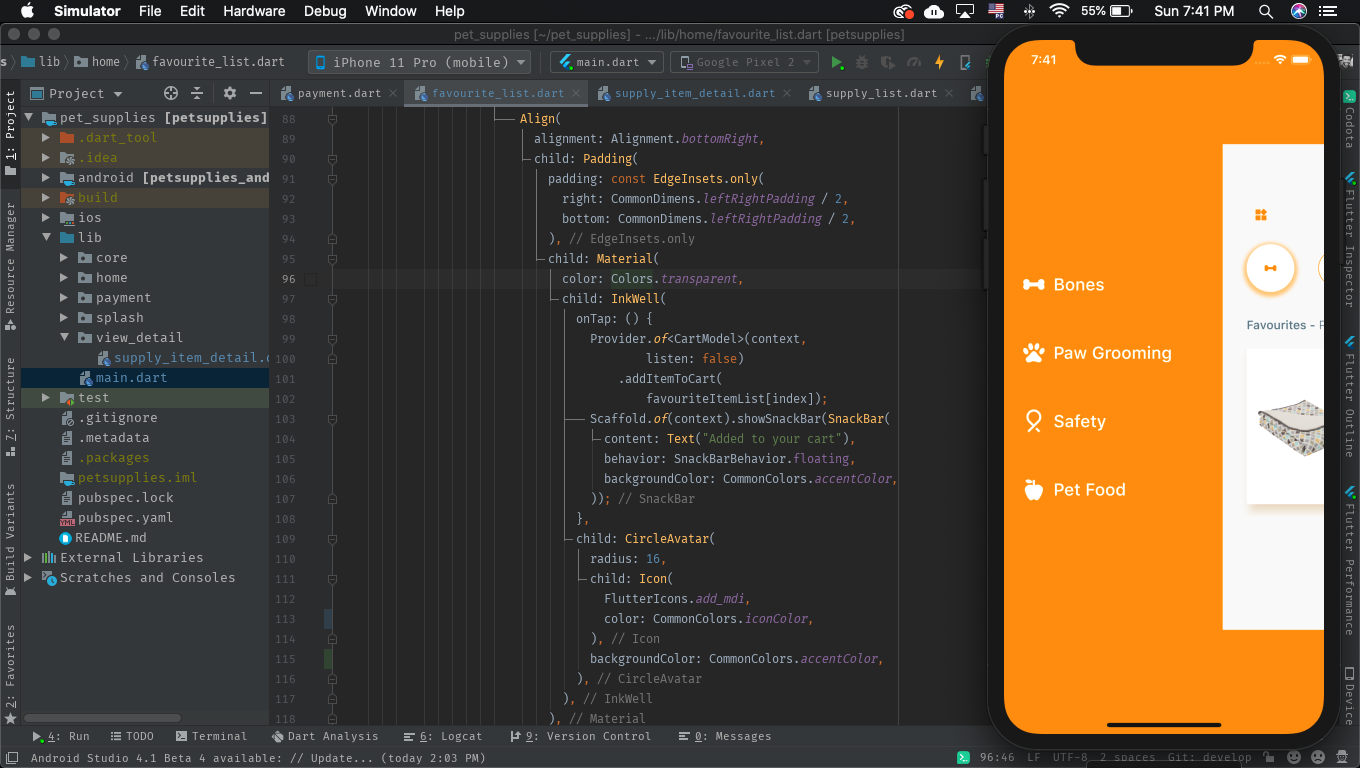 Simulator File Edit Hardware Debug Window Help 55% Sun 7:41 PM
pet_supplies [~/pet_supplies] - .../lib/home/favourite_list.dart [petsupplies]
s lib home favourite_list.dart iPhone 11 Pro (mobile) main.dart Google Pixel 2
Project payment.dart favourite_list.dart supply_item_detail.dart supply_list.dart
1: Project
Resource Manager
7: Structure
Build Variants
2: Favorites
pet_supplies [petsupplies]
.dart_tool
.idea
android [petsupplies_and
build
ios
lib
core
home
payment
splash
view_detail
supply_item_detail.d
main.dart
test
.gitignore
.metadata
.packages
petsupplies.iml
pubspec.lock
pubspec.yaml
README.md
External Libraries
Scratches and Consoles
88 Align(
89 alignment: Alignment.bottomRight,
90 child: Padding(
91 padding: const EdgeInsets.only(
92 right: CommonDimens.leftRightPadding / 2,
93 bottom: CommonDimens.leftRightPadding / 2,
94 ), // EdgeInsets.only
95 child: Material(
96 color: Colors.transparent,
97 child: InkWell(
98 onTap: () {
99 Provider.of<CartModel>(context,
100 listen: false)
101 .addItemToCart(
102 favouriteItemList[index]);
103 Scaffold.of(context).showSnackBar(SnackBar(
104 content: Text("Added to your cart"),
105 behavior: SnackBarBehavior.floating,
106 backgroundColor: CommonColors.accentColor,
107 )); // SnackBar
108 },
109 child: CircleAvatar(
110 radius: 16,
111 child: Icon(
112 FlutterIcons.add_mdi,
113 color: CommonColors.iconColor,
114 ), // Icon
115 backgroundColor: CommonColors.accentColor,
116 ), // CircleAvatar
117 ), // InkWell
118 ), // Material
7:41
Bones
Paw Grooming
Safety
Pet Food
Favourites -
Codota
Flutter Inspector
Flutter Outline
Flutter Performance
Device
4: Run TODO Terminal Dart Analysis 6: Logcat 9: Version Control 0: Messages
Android Studio 4.1 Beta 4 available: // Update... (today 2:03 PM) 96:46 LF UTF-8 2 spaces Git: develop